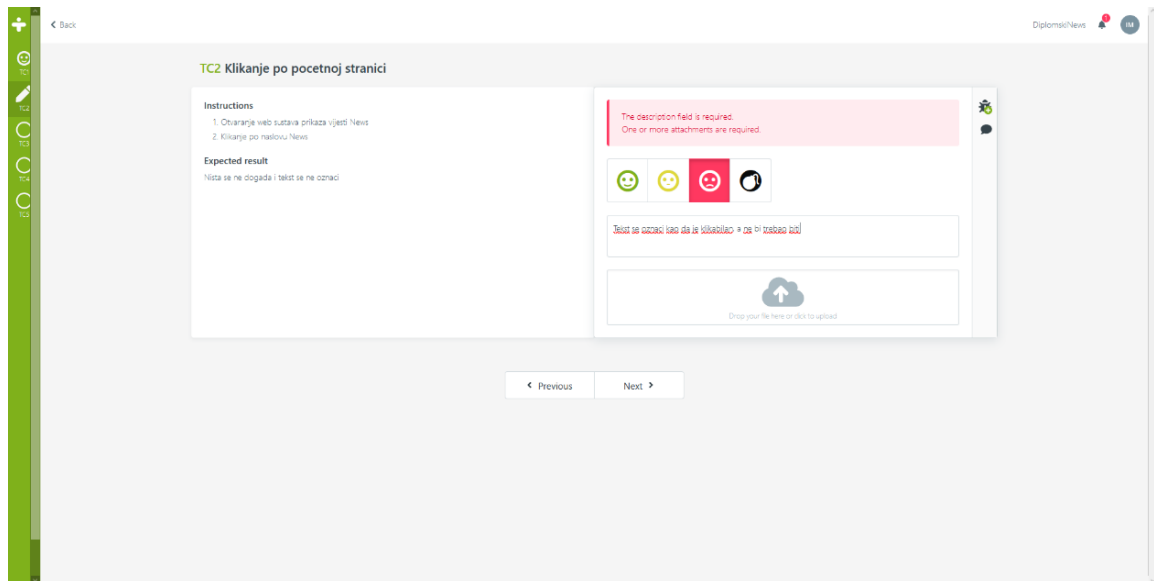 Back
DiplomskiNews
1
IM
TC1
TC2
TC3
TC4
TC5
TC2 Klikanje po pocetnoj stranici
Instructions
1. Otvaranje web sustava prikaza vijesti News
2. Klikanje po naslovu News
Expected result
Nista se ne dogada i tekst se ne oznaci
The description field is required.
One or more attachments are required.
Tekst se oznaci kao da je klikabilan, a ne bi trebao biti
Drop your file here or click to upload
Previous
Next